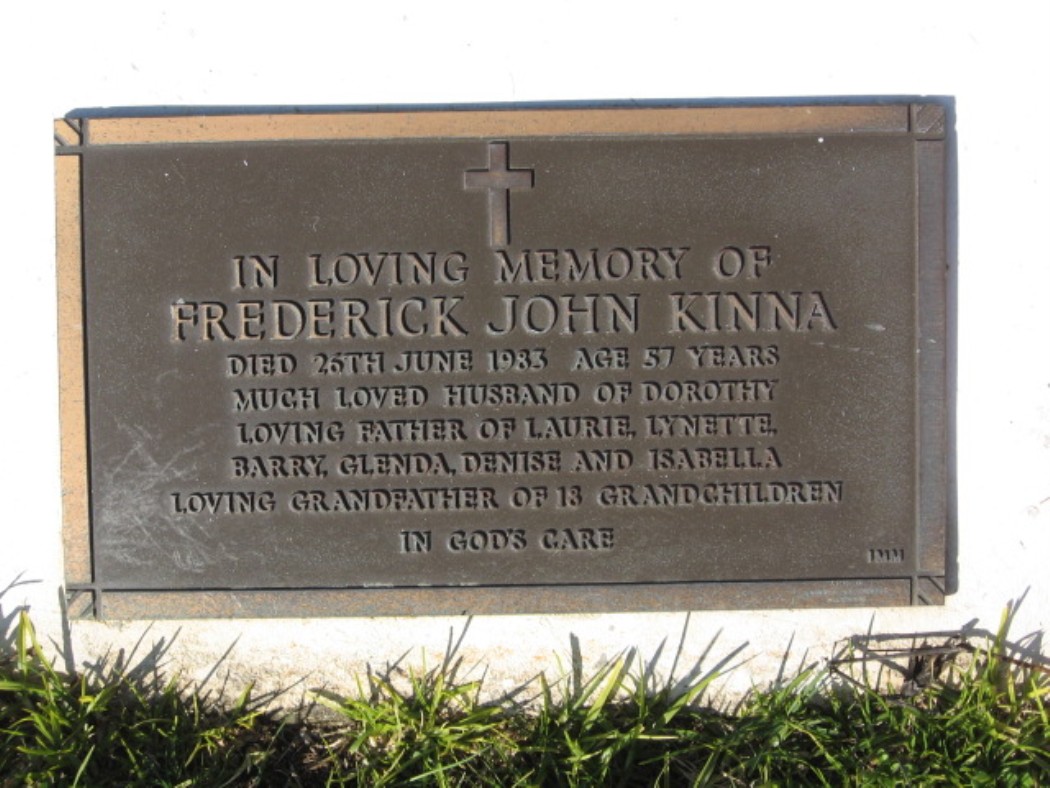 IN LOVING MEMORY OF
FREDERICK JOHN KINNA
DIED 26TH JUNE 1983 AGE 57 YEARS
MUCH LOVED HUSBAND OF DOROTHY
LOVING FATHER OF LAURIE, LYNETTE,
BARRY, GLENDA, DENISE AND ISABELLA
LOVING GRANDFATHER OF 18 GRANDCHILDREN
IN GOD'S CARE